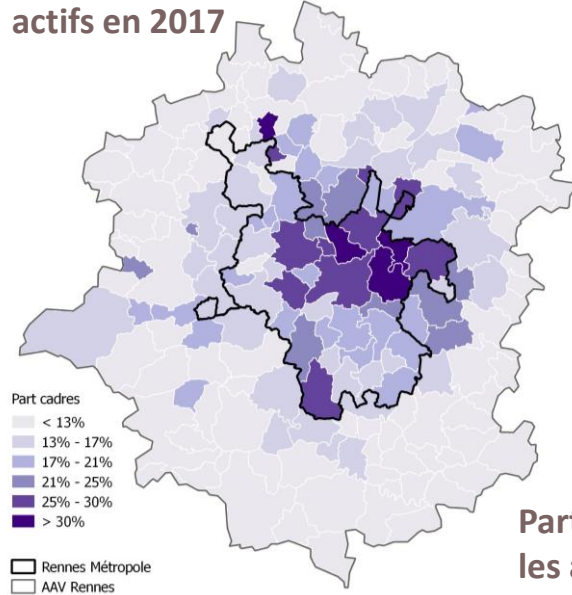 actifs en 2017
Part cadres
< 13%
13% - 17%
17% - 21%
21% - 25%
25% - 30%
> 30%
Rennes Métropole
AAV Rennes
Part
les a